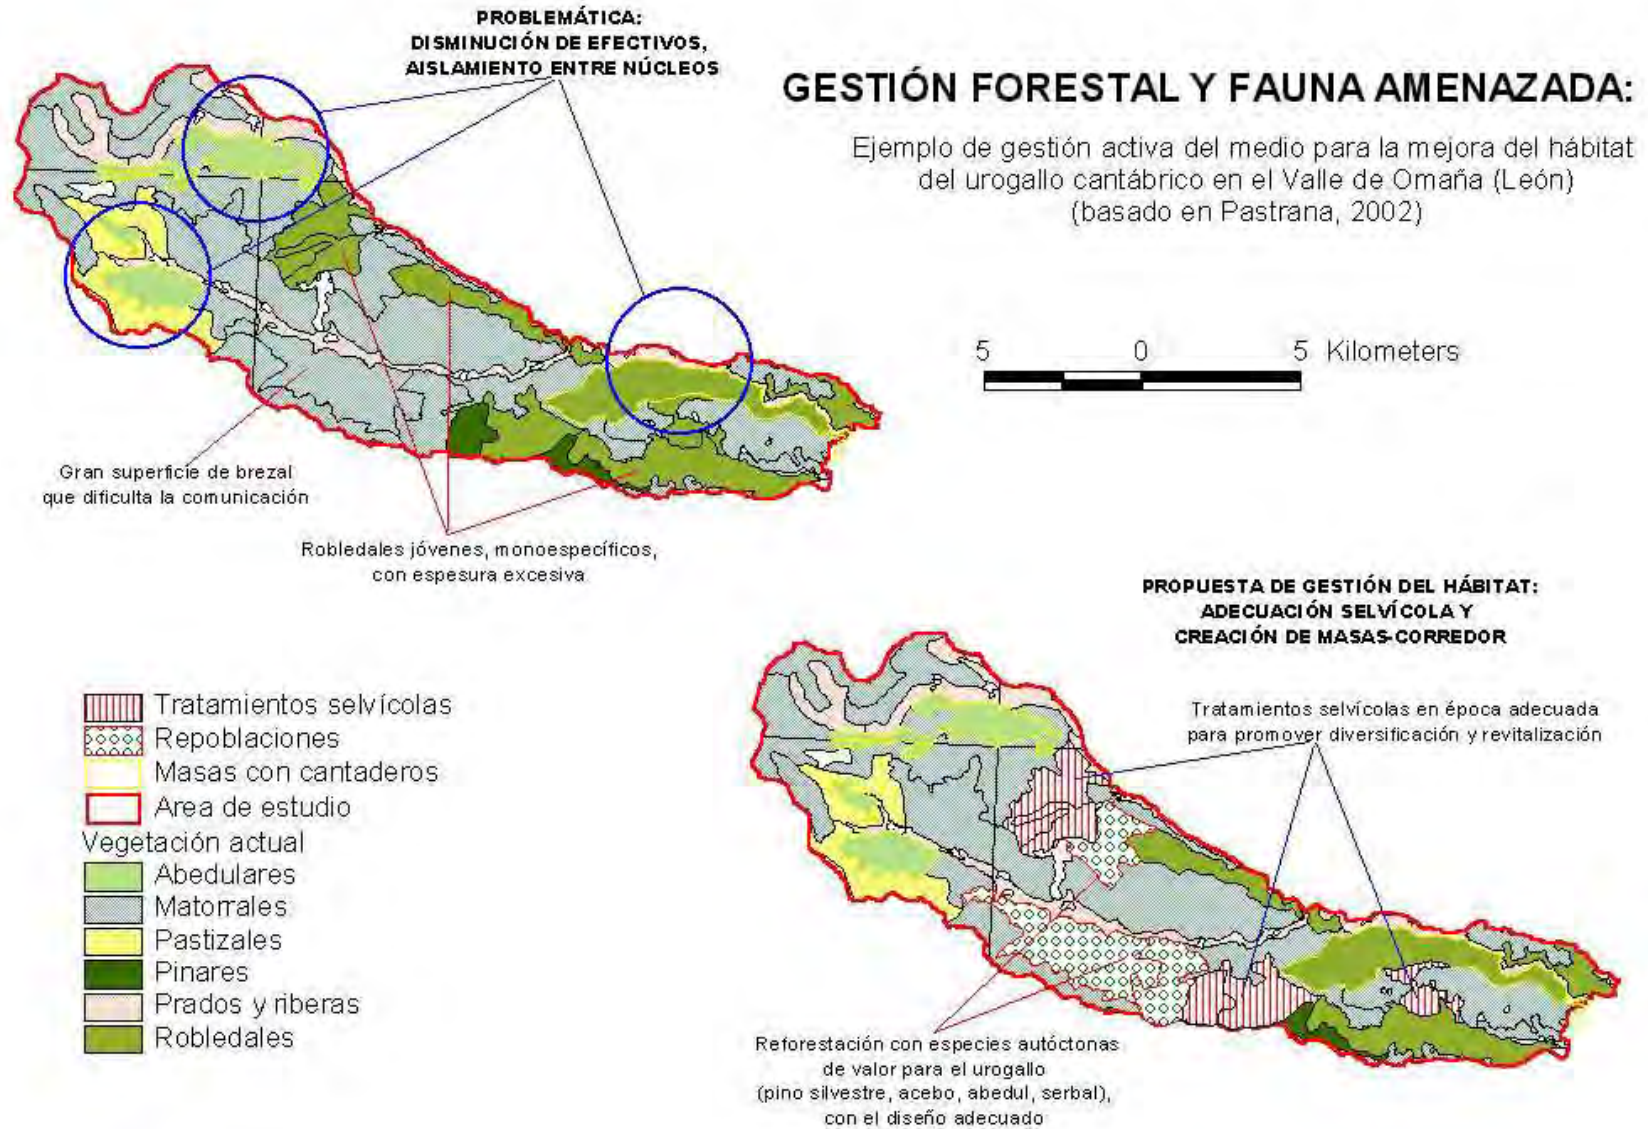 PROBLEMÁTICA:
DISMINUCIÓN DE EFECTIVOS,
AISLAMIENTO ENTRE NÚCLEOS
GESTIÓN FORESTAL Y FAUNA AMENAZADA:
Ejemplo de gestión activa del medio para la mejora del hábitat
del urogallo cantábrico en el Valle de Omaña (León)
(basado en Pastrana, 2002)
5 0 5 Kilometers
Gran superficie de brezal
que dificulta la comunicación
Robledales jóvenes, monoespecíficos,
con espesura excesiva
PROPUESTA DE GESTIÓN DEL HÁBITAT:
ADECUACIÓN SELVÍCOLA Y
CREACIÓN DE MASAS-CORREDOR
Tratamientos selvícolas en época adecuada
para promover diversificación y revitalización
Tratamientos selvícolas
Repoblaciones
Masas con cantaderos
Area de estudio
Vegetación actual
Abedulares
Matorrales
Pastizales
Pinares
Prados y riberas
Robledales
Reforestación con especies autóctonas
de valor para el urogallo
(pino silvestre, acebo, abedul, serbal),
con el diseño adecuado